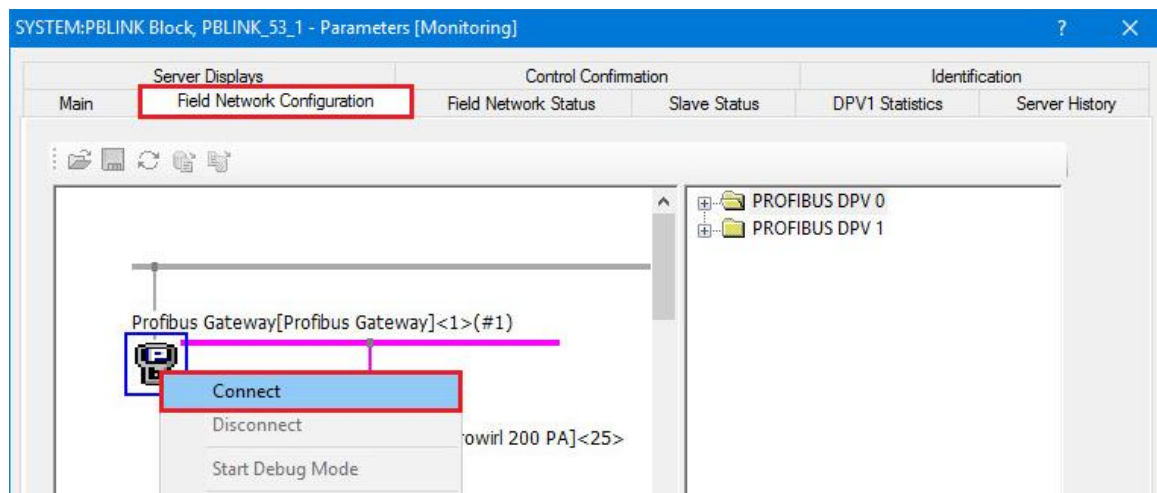 SYSTEM:PBLINK Block, PBLINK_53_1 - Parameters [Monitoring] ? X
Server Displays Control Confirmation Identification
Main Field Network Configuration Field Network Status Slave Status DPV1 Statistics Server History
PROFIBUS DPV 0
PROFIBUS DPV 1
Profibus Gateway[Profibus Gateway]<1>(#1)
P
Connect
Disconnect
rowirl 200 PA]<25>
Start Debug Mode